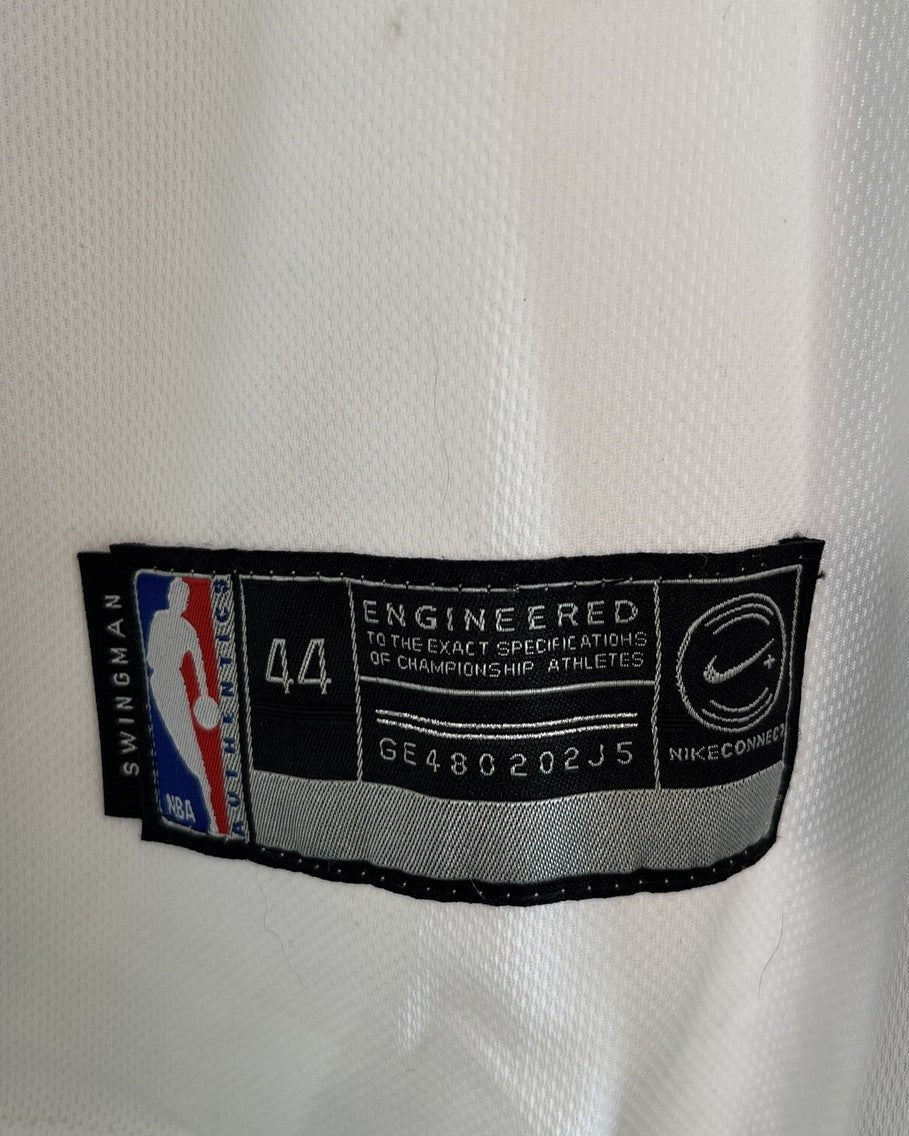 SWINGMAN
NBA
AUTHENTICS
44
ENGINEERED
TO THE EXACT SPECIFICATIONS
OF CHAMPIONSHIP ATHLETES
GE480202J5
NIKECONNECT